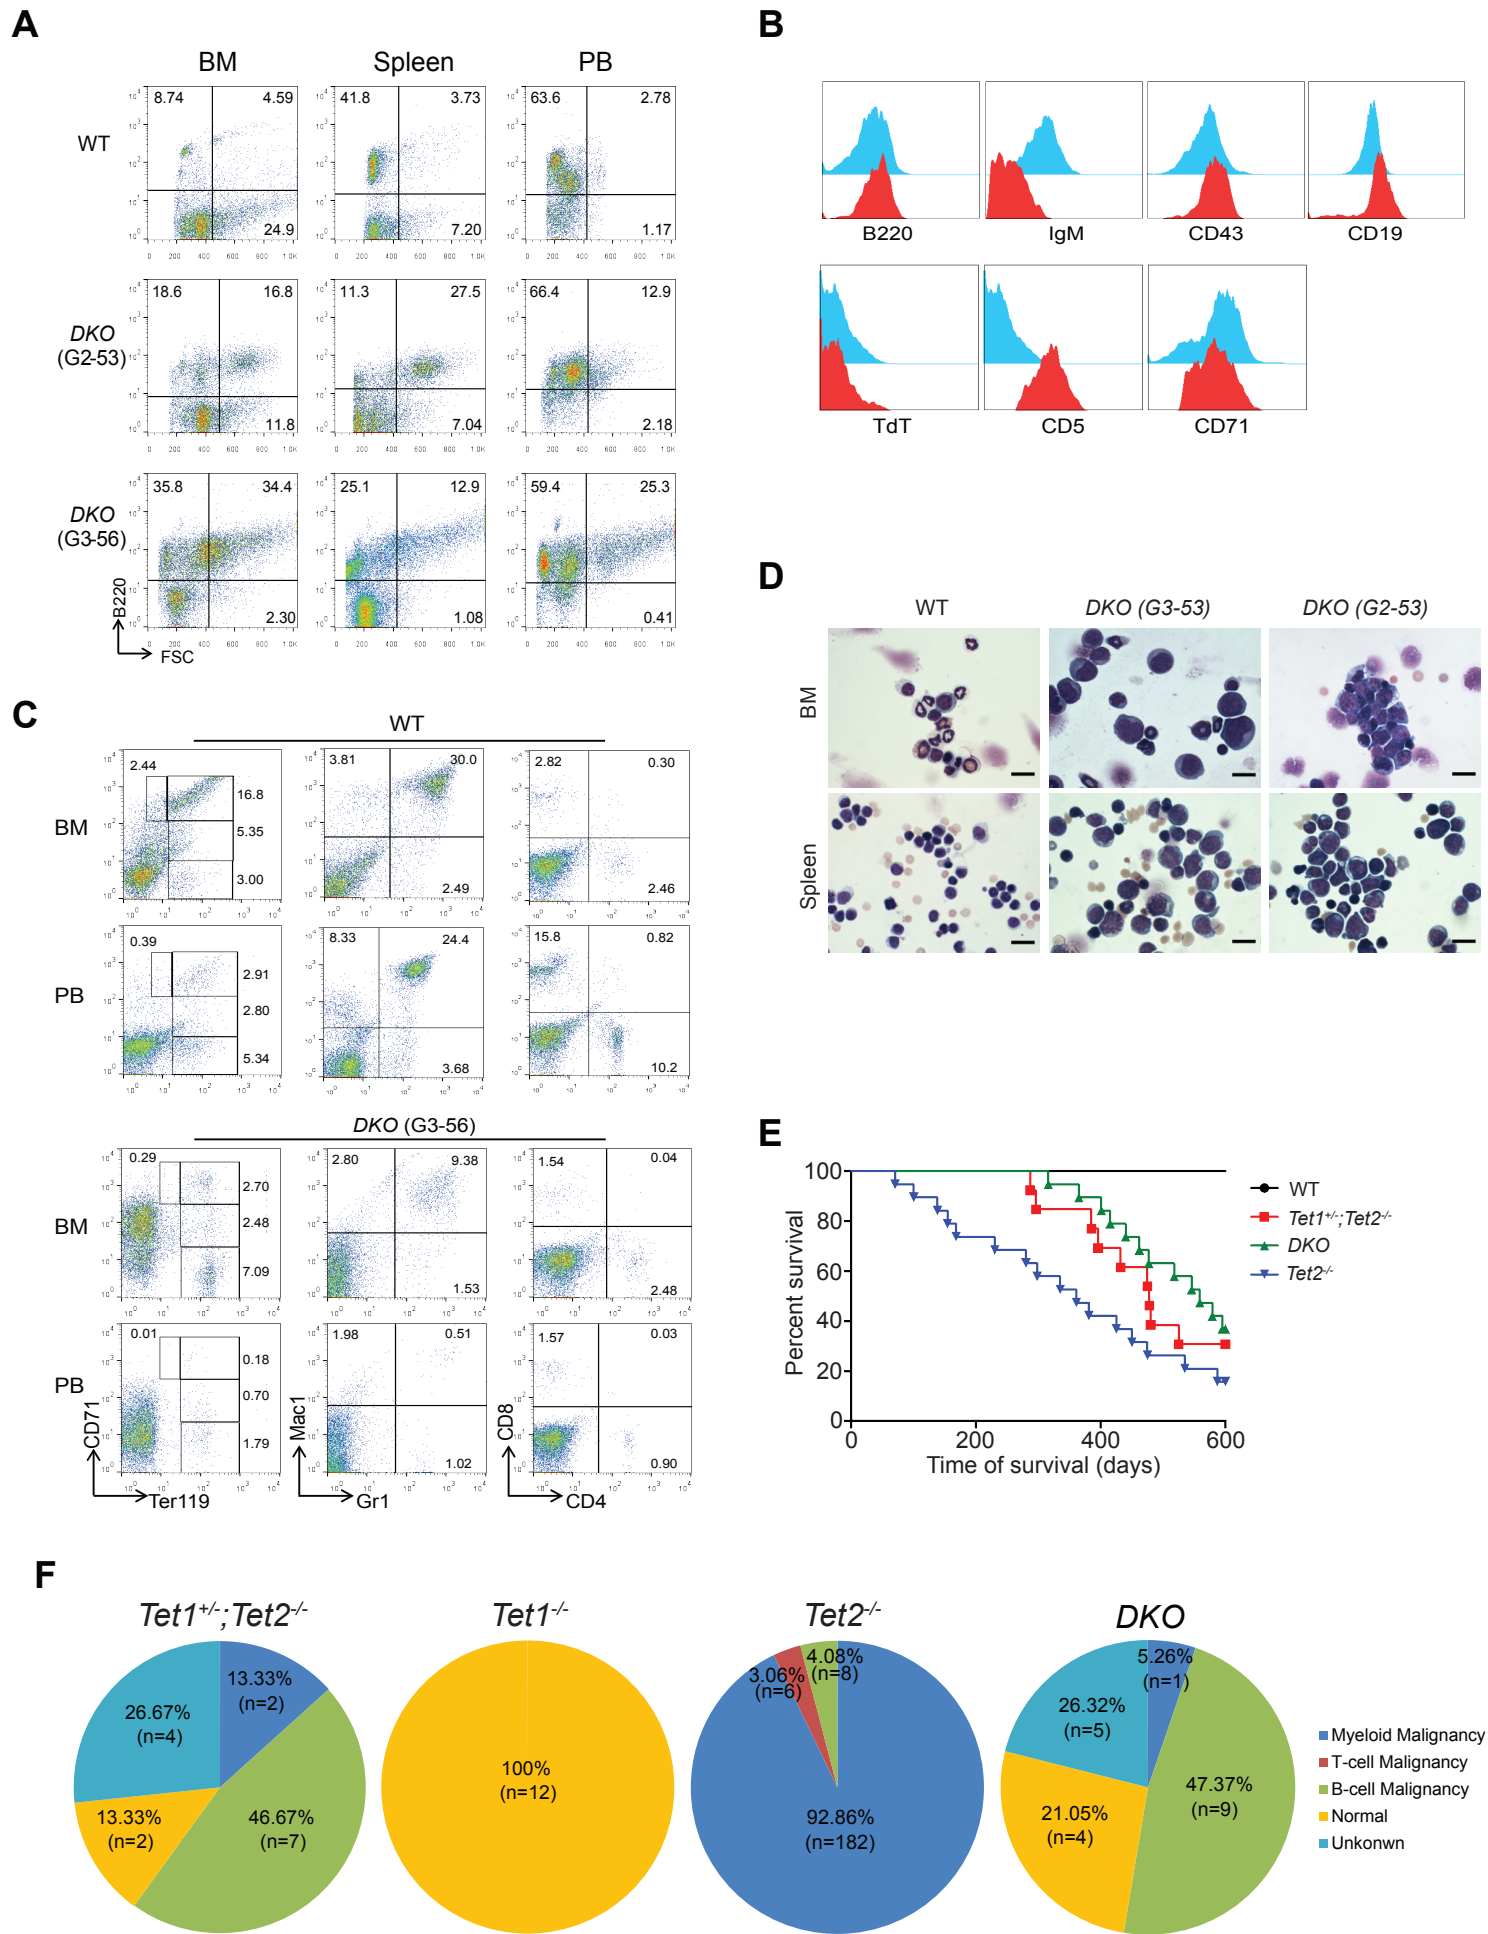 A
BM Spleen PB
WT
8.74 4.59
24.9
41.8 3.73
7.20
63.6 2.78
1.17
DKO
(G2-53)
18.6 16.8
11.8
11.3 27.5
7.04
66.4 12.9
2.18
DKO
(G3-56)
35.8 34.4
2.30
25.1 12.9
1.08
59.4 25.3
0.41
B220
FSC
B
B220 IgM CD43 CD19
TdT CD5 CD71
C
WT
BM
2.44
16.8
5.35
3.00
3.81 30.0
2.49
2.82 0.30
2.46
PB
0.39
2.91
2.80
5.34
8.33 24.4
3.68
15.8 0.82
10.2
DKO (G3-56)
BM
0.29
2.70
2.48
7.09
2.80 9.38
1.53
1.54 0.04
2.48
PB
0.01
0.18
0.70
1.79
1.98 0.51
1.02
1.57 0.03
0.90
CD71
Ter119
Mac1
Gr1
CD8
CD4
D
WT DKO (G3-53) DKO (G2-53)
BM
Spleen
E
Percent survival
100
80
60
40
20
0
0 200 400 600
Time of survival (days)
WT
Tet1+/-;Tet2-/-
DKO
Tet2-/-
F
Tet1+/-;Tet2-/- Tet1-/- Tet2-/- DKO
13.33%
(n=2)
26.67%
(n=4)
13.33%
(n=2)
46.67%
(n=7)
100%
(n=12)
4.08%
(n=8)
3.06%
(n=6)
92.86%
(n=182)
5.26%
(n=1)
26.32%
(n=5)
47.37%
(n=9)
21.05%
(n=4)
Myeloid Malignancy
T-cell Malignancy
B-cell Malignancy
Normal
Unkonwn